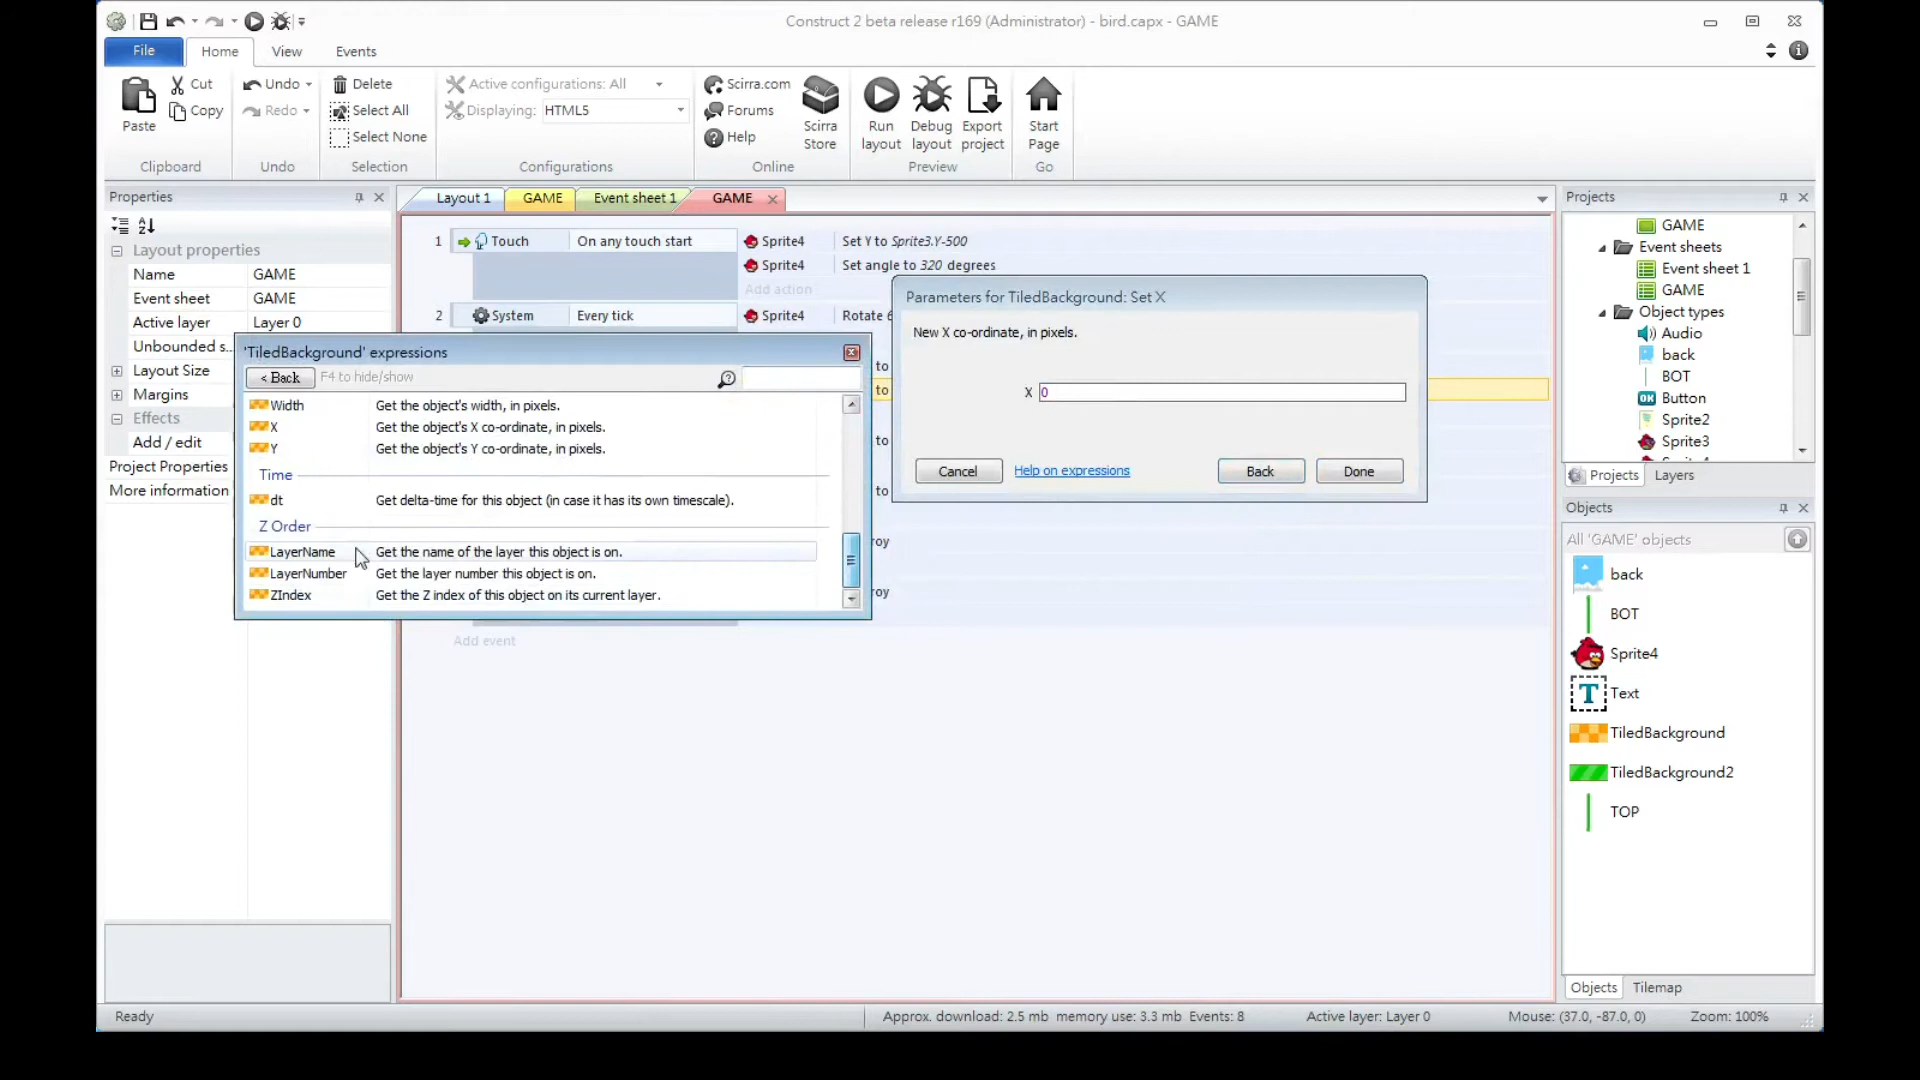 Construct 2 beta release r169 (Administrator) - bird.capx - GAME
File Home View Events
Paste Cut Copy
Clipboard
Undo
Redo
Undo
Delete
Select All
Select None
Selection
Active configurations: All
Displaying: HTML5
Configurations
Scirra.com
Forums
Help
Scirra Store
Online
Run layout
Debug layout
Export project
Preview
Start Page
Go
Properties
Layout properties
Name GAME
Event sheet GAME
Active layer Layer 0
Unbounded s...
Layout Size
Margins
Effects
Add / edit
Project Properties
More information
Layout 1 GAME Event sheet 1 GAME
1 Touch On any touch start Sprite4 Set Y to Sprite3.Y-500
Sprite4 Set angle to 320 degrees
Add action
2 System Every tick Sprite4 Rotate
to
to
to
to
roy
roy
Add event
'TiledBackground' expressions
< Back F4 to hide/show
Width Get the object's width, in pixels.
X Get the object's X co-ordinate, in pixels.
Y Get the object's Y co-ordinate, in pixels.
Time
dt Get delta-time for this object (in case it has its own timescale).
Z Order
LayerName Get the name of the layer this object is on.
LayerNumber Get the layer number this object is on.
ZIndex Get the Z index of this object on its current layer.
Parameters for TiledBackground: Set X
New X co-ordinate, in pixels.
X 0
Cancel Help on expressions Back Done
Projects
GAME
Event sheets
Event sheet 1
GAME
Object types
Audio
back
BOT
Button
Sprite2
Sprite3
Projects Layers
Objects
All 'GAME' objects
back
BOT
Sprite4
Text
TiledBackground
TiledBackground2
TOP
Objects Tilemap
Ready Approx. download: 2.5 mb memory use: 3.3 mb Events: 8 Active layer: Layer 0 Mouse: (37.0, -87.0, 0) Zoom: 100%